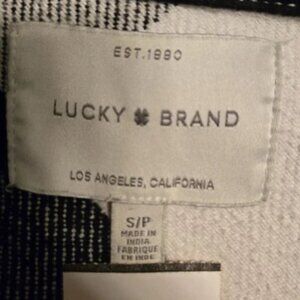 EST.1990
LUCKY BRAND
LOS ANGELES, CALIFORNIA
S/P
MADE IN
INDIA
FABRIQUE
EN INDE